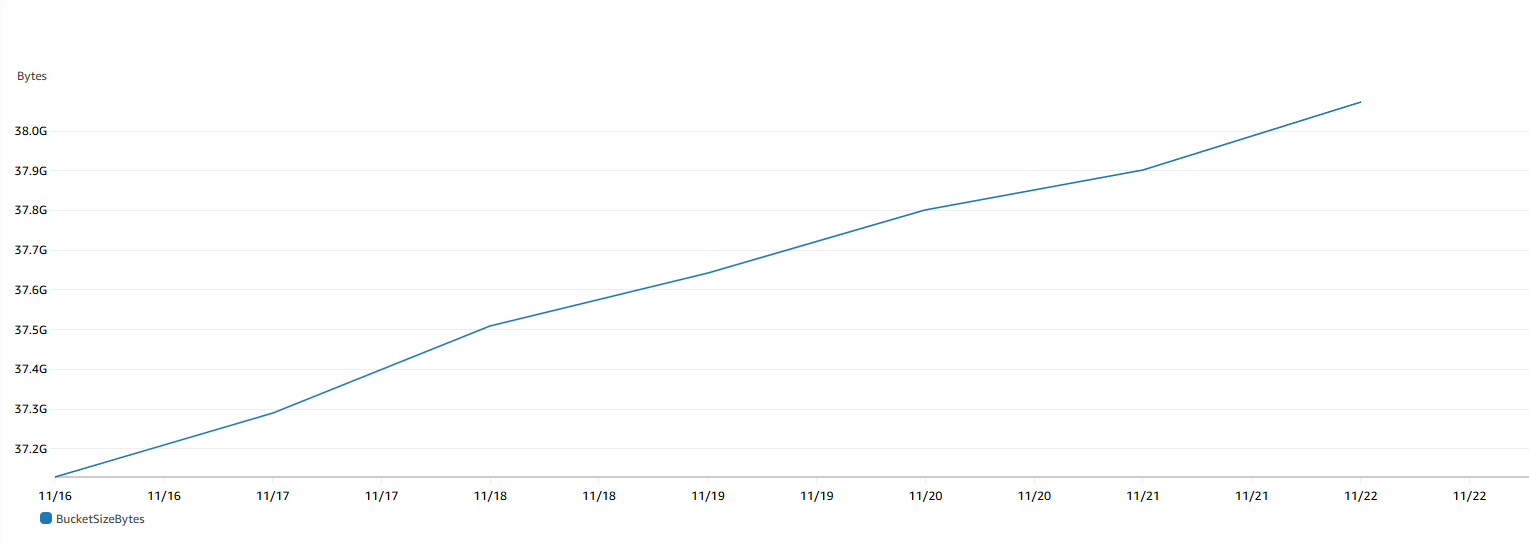 Bytes
38.0G
37.9G
37.8G
37.7G
37.6G
37.5G
37.4G
37.3G
37.2G
11/16 11/16 11/17 11/17 11/18 11/18 11/19 11/19 11/20 11/20 11/21 11/21 11/22 11/22
BucketSizeBytes